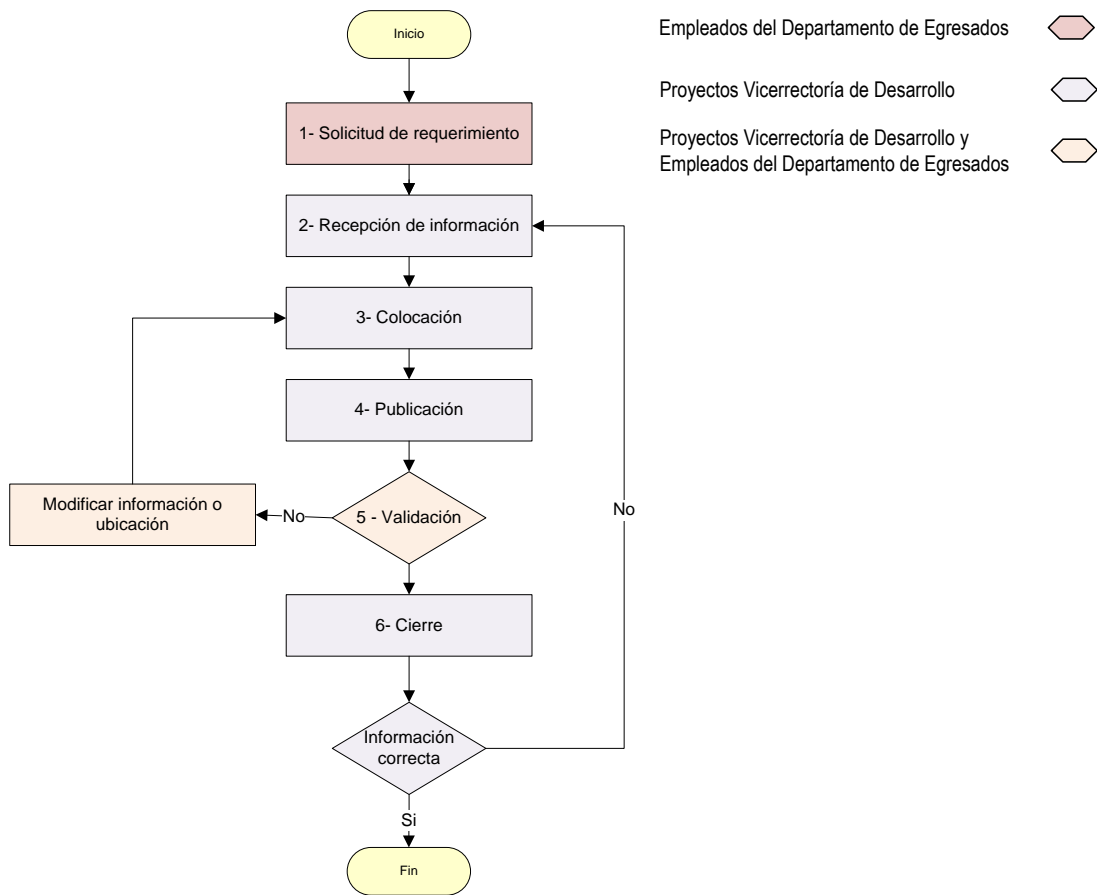 Inicio
Empleados del Departamento de Egresados
Proyectos Vicerrectoría de Desarrollo
1- Solicitud de requerimiento
Proyectos Vicerrectoría de Desarrollo y
Empleados del Departamento de Egresados
2- Recepción de información
3- Colocación
4- Publicación
Modificar información o
ubicación
No
5 - Validación
No
6- Cierre
Información
correcta
Si
Fin